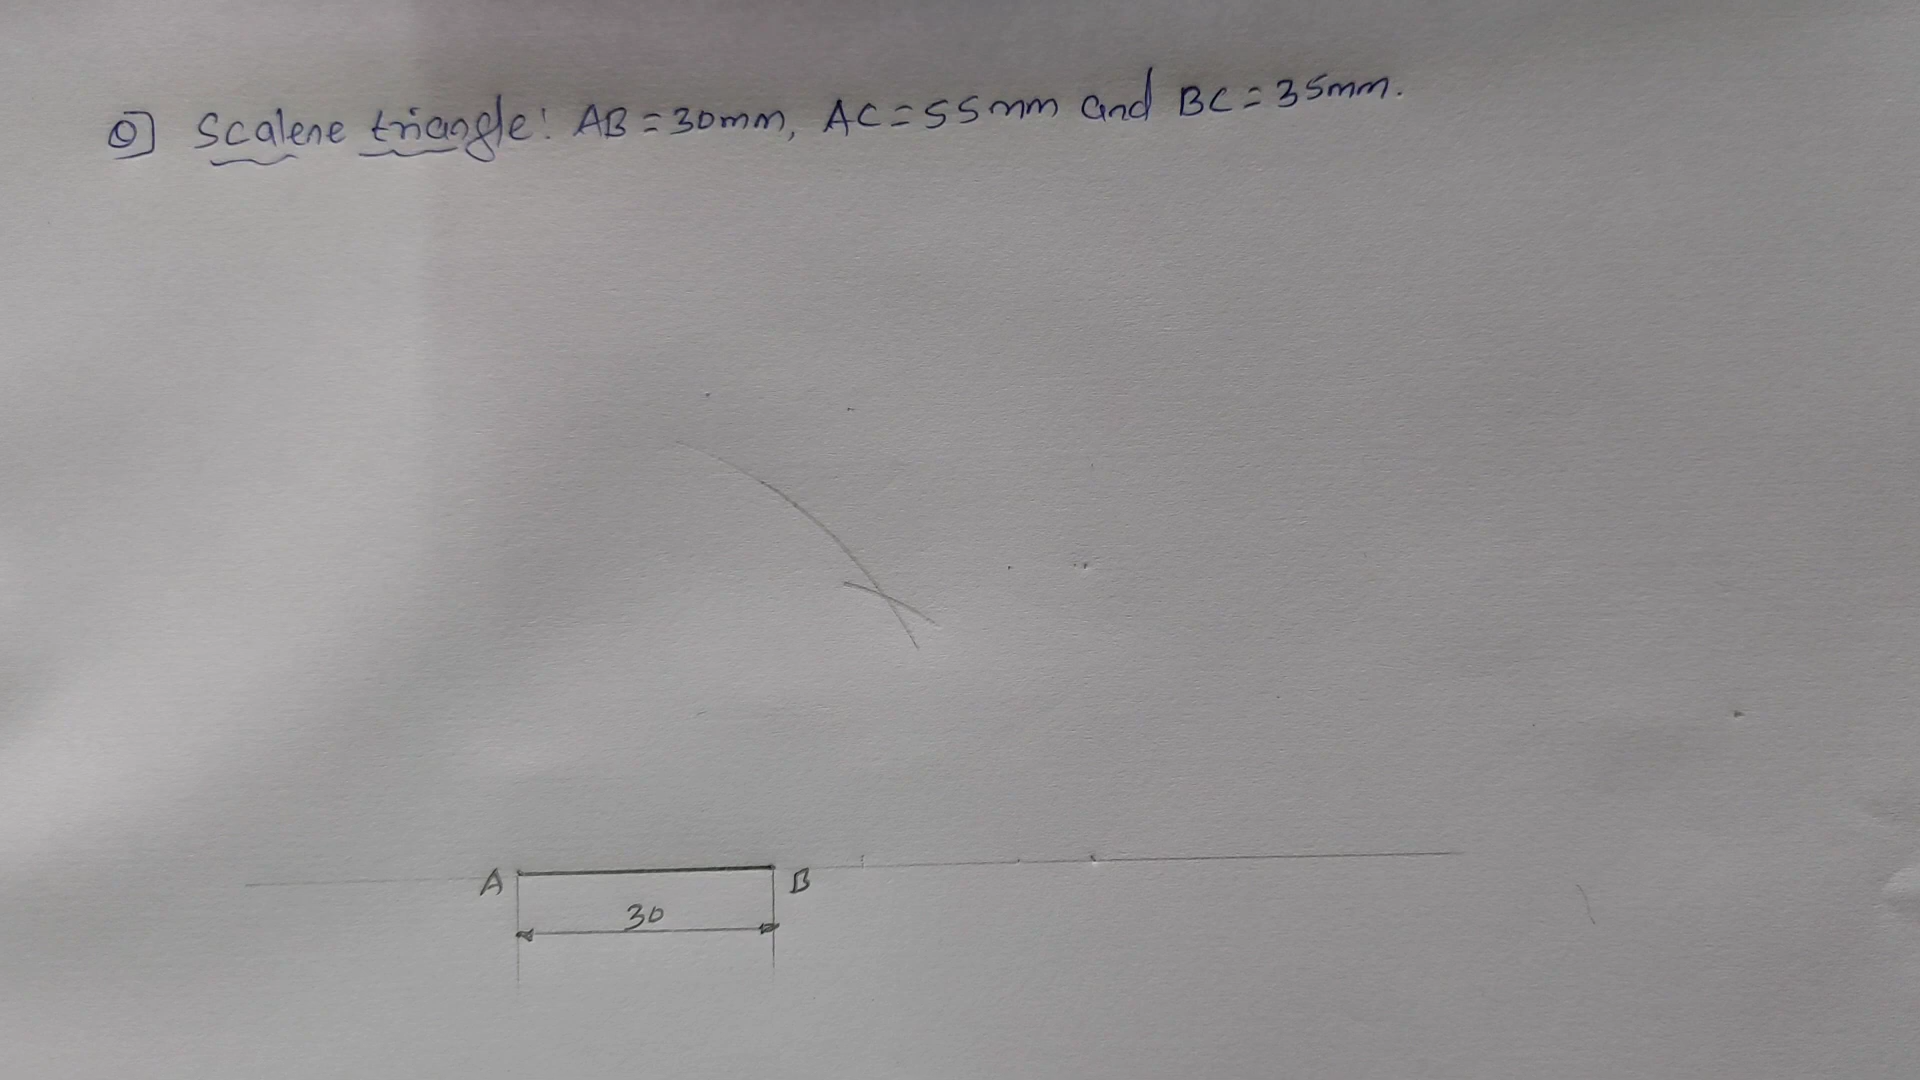 ⊙] Scalene triangle: AB = 30mm, AC = 55mm and BC = 35mm.
A B
30